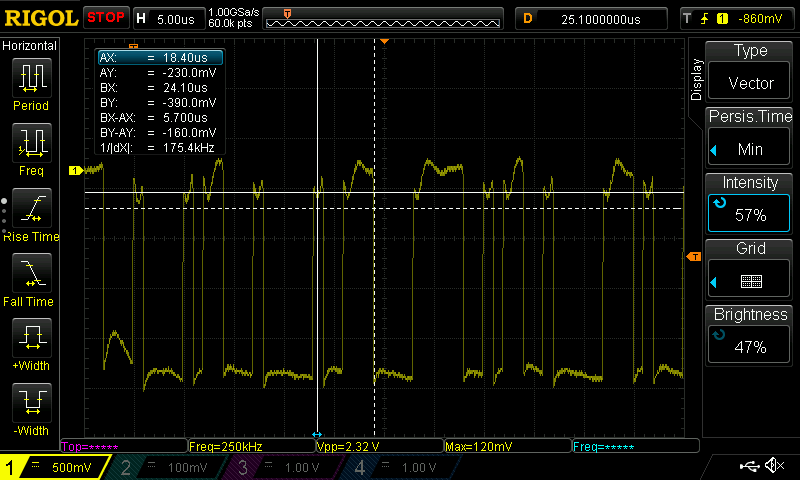 RIGOL STOP H 5.00us 1.00GSa/s 60.0k pts D 25.1000000us T 1 -860mV
Horizontal
Period
Freq
Rise Time
Fall Time
+Width
-Width
AX: = 18.40us
AY: = -230.0mV
BX: = 24.10us
BY: = -390.0mV
BX-AX: = 5.700us
BY-AY: = -160.0mV
1/|dX|: = 175.4kHz
T
1
T
Display
Type
Vector
Persis.Time
Min
Intensity
57%
Grid
Brightness
47%
Top=***** Freq=250kHz Vpp=2.32 V Max=120mV Freq=*****
1 = 500mV 2 = 100mV 3 = 1.00 V 4 = 1.00 V